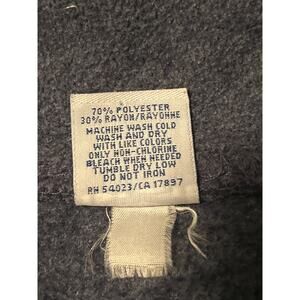 70% POLYESTER
30% RAYON/RAYONNE
MACHINE WASH COLD
WASH AND DRY
WITH LIKE COLORS
ONLY NON-CHLORINE
BLEACH WHEN NEEDED
TUMBLE DRY LOW
DO NOT IRON
RN 54023/CA 17897